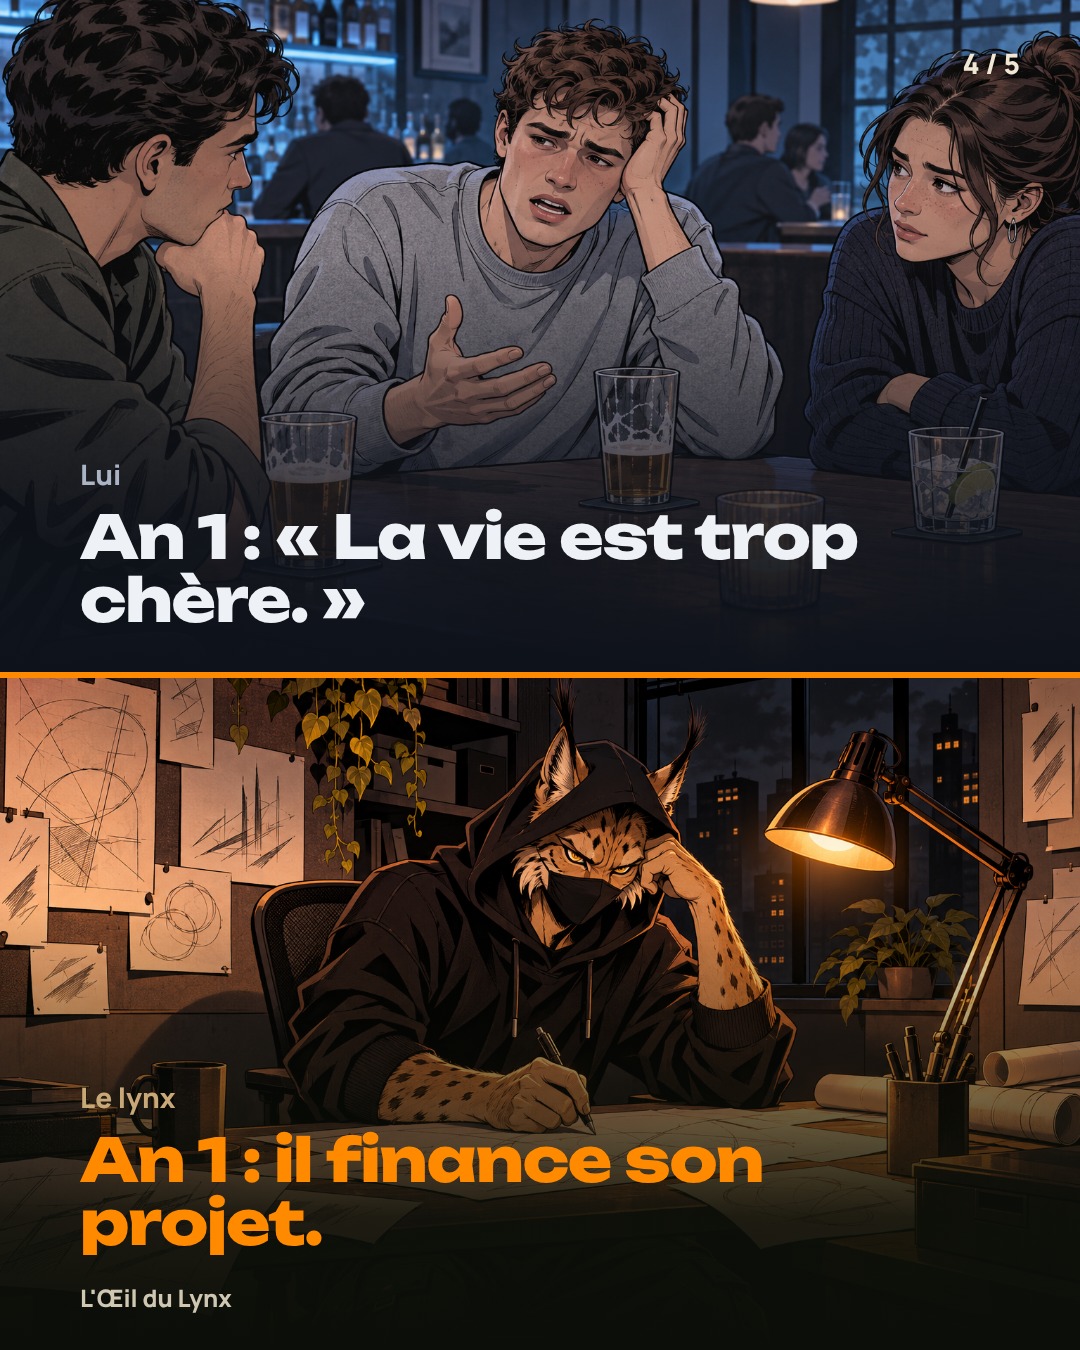 4 / 5
Lui
An 1 : « La vie est trop
chère. »
Le lynx
An 1 : il finance son
projet.
L'Œil du Lynx